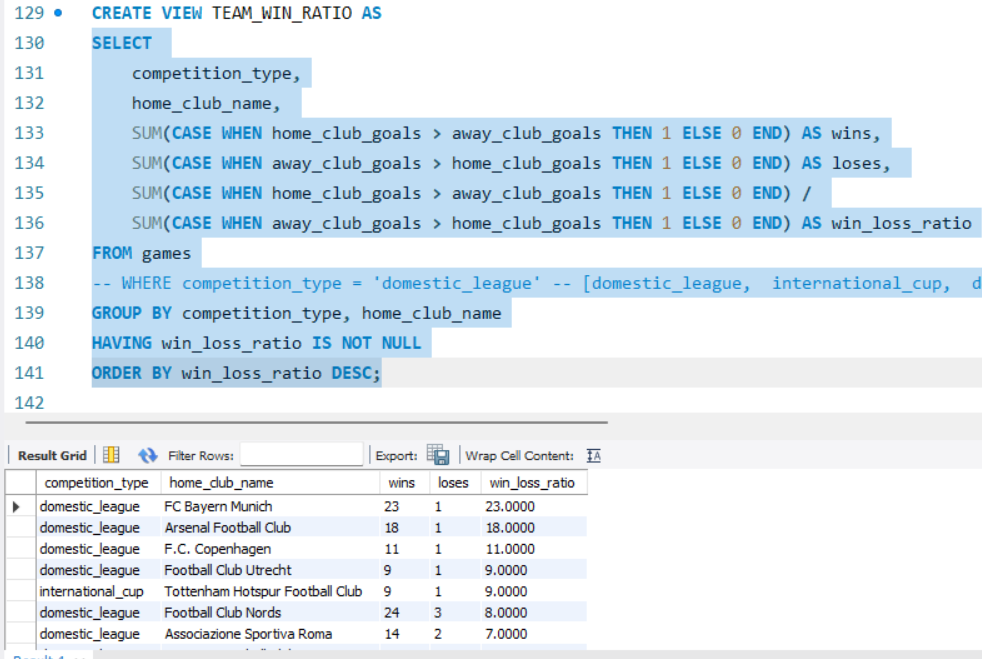 129 CREATE VIEW TEAM_WIN_RATIO AS
130 SELECT
131 competition_type,
132 home_club_name,
133 SUM(CASE WHEN home_club_goals > away_club_goals THEN 1 ELSE 0 END) AS wins,
134 SUM(CASE WHEN away_club_goals > home_club_goals THEN 1 ELSE 0 END) AS loses,
135 SUM(CASE WHEN home_club_goals > away_club_goals THEN 1 ELSE 0 END) /
136 SUM(CASE WHEN away_club_goals > home_club_goals THEN 1 ELSE 0 END) AS win_loss_ratio
137 FROM games
138 -- WHERE competition_type = 'domestic_league' -- [domestic_league, international_cup, d
139 GROUP BY competition_type, home_club_name
140 HAVING win_loss_ratio IS NOT NULL
141 ORDER BY win_loss_ratio DESC;
142
Result Grid Filter Rows: Export: Wrap Cell Content: IA
competition_type home_club_name wins loses win_loss_ratio
domestic_league FC Bayern Munich 23 1 23.0000
domestic_league Arsenal Football Club 18 1 18.0000
domestic_league F.C. Copenhagen 11 1 11.0000
domestic_league Football Club Utrecht 9 1 9.0000
international_cup Tottenham Hotspur Football Club 9 1 9.0000
domestic_league Football Club Nords 24 3 8.0000
domestic_league Associazione Sportiva Roma 14 2 7.0000